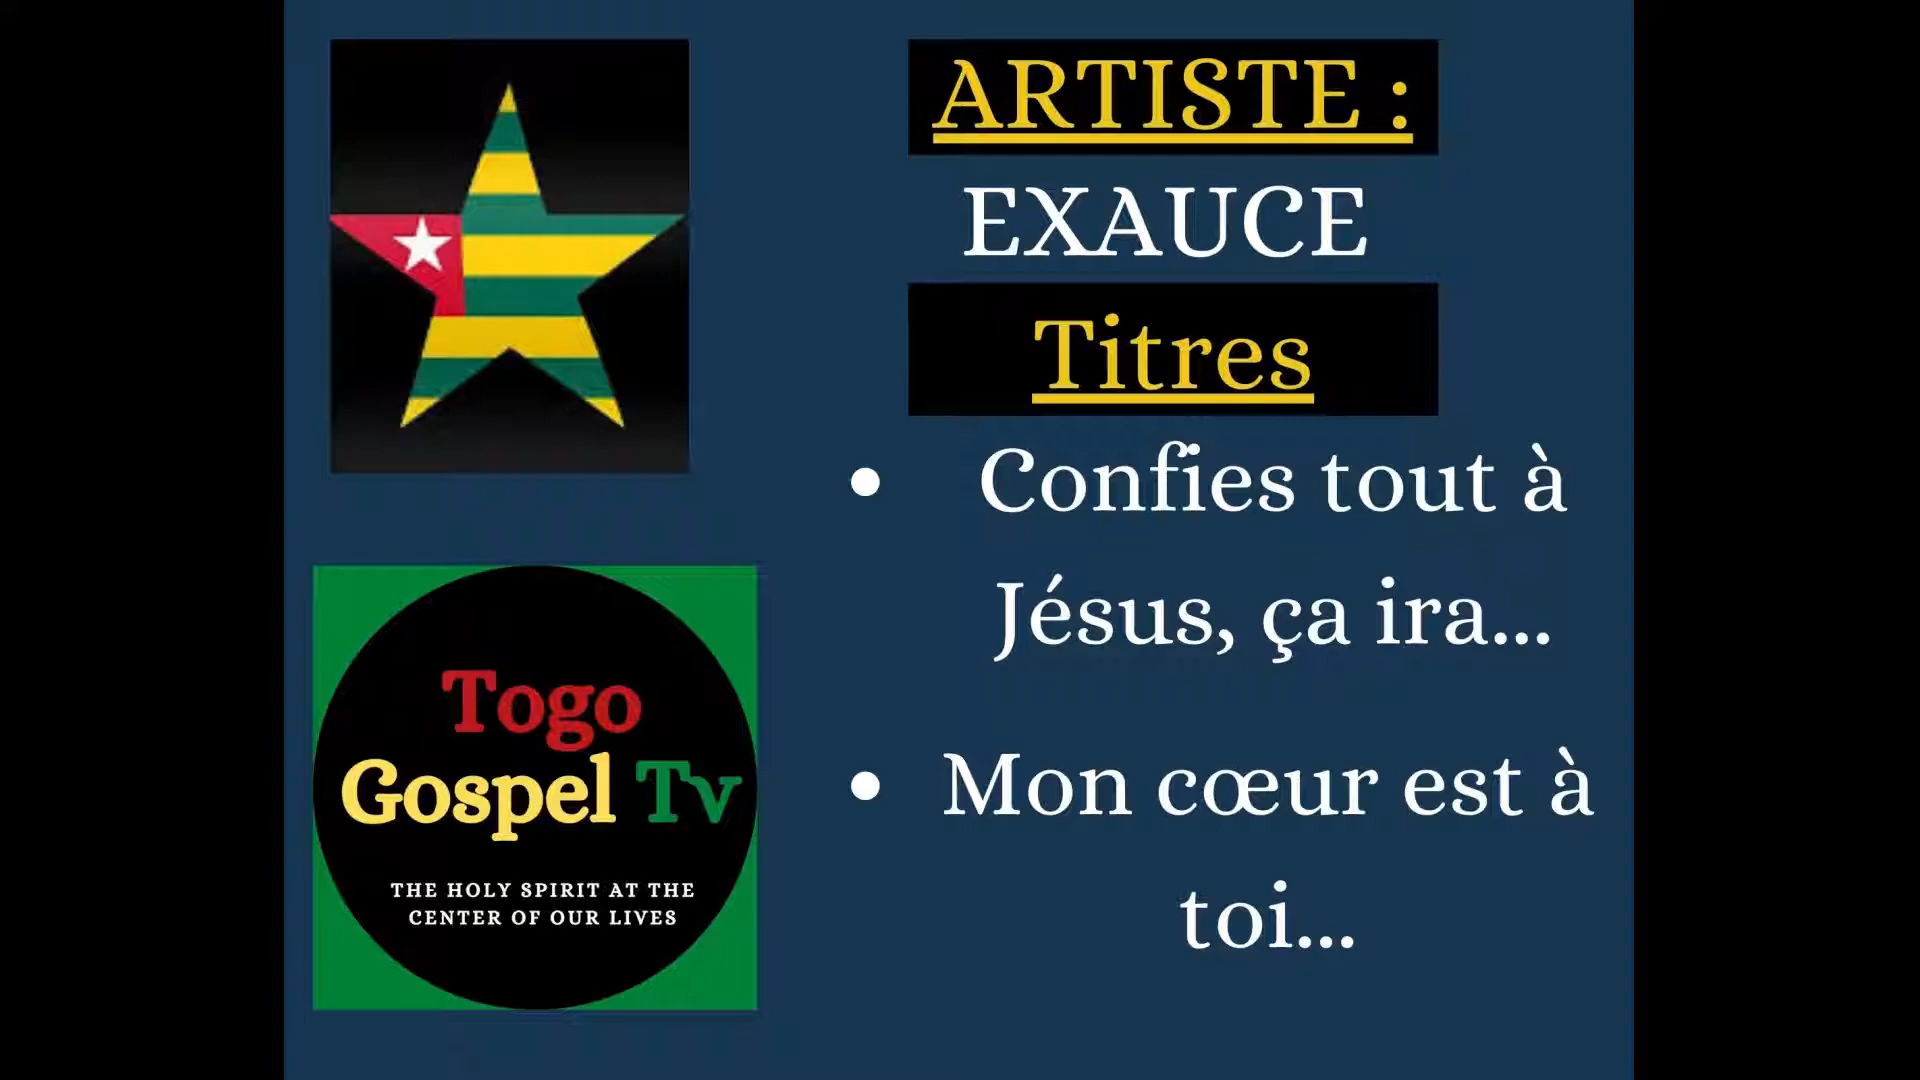 ARTISTE :
EXAUCE
Titres
• Confies tout à
Jésus, ça ira...
• Mon cœur est à
toi...
Togo
Gospel Tv
THE HOLY SPIRIT AT THE
CENTER OF OUR LIVES